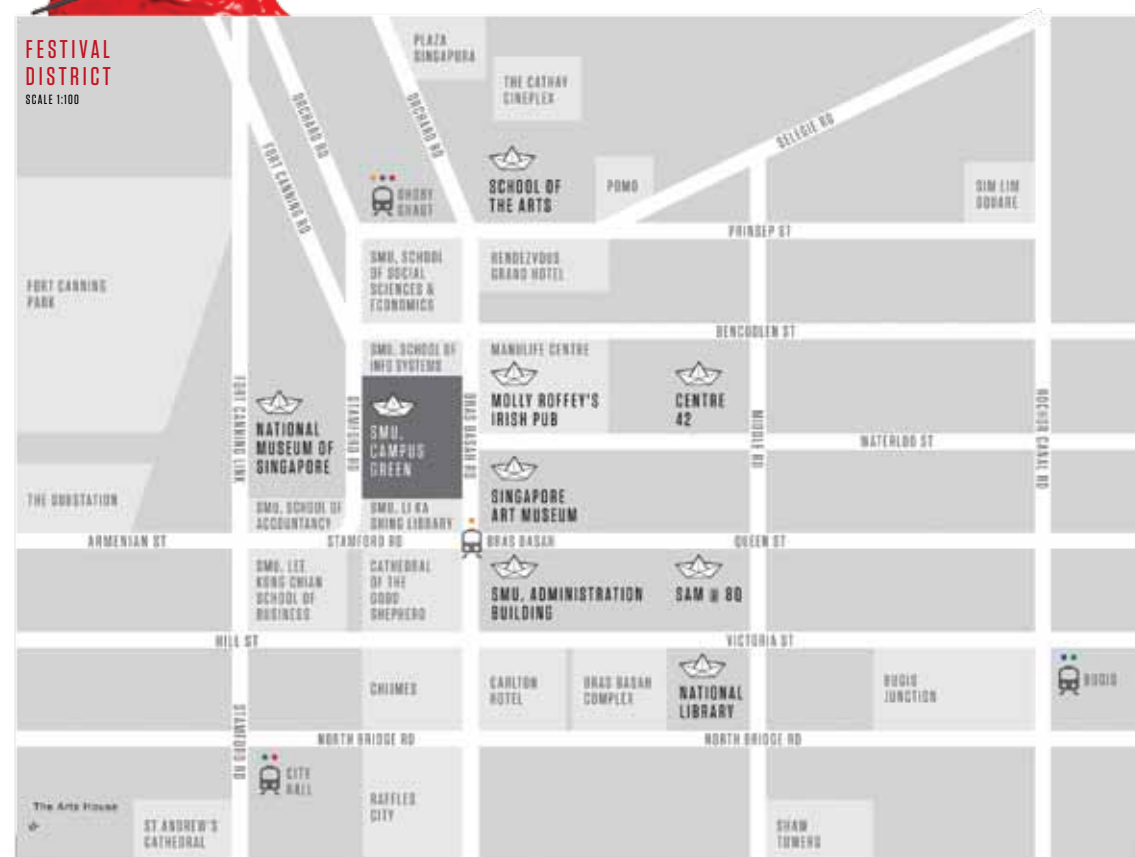 FESTIVAL
DISTRICT
SCALE 1:100
PLAZA
SINGAPURA
THE CATHAY
CINEPLEX
ORCHARD RD
ORCHARD RD
FORT CANNING RD
SELEGIE RD
DHOBY
GHAUT
SCHOOL OF
THE ARTS
POMO
SIM LIM
SQUARE
PRINSEP ST
FORT CANNING
PARK
SMU, SCHOOL
OF SOCIAL
SCIENCES &
ECONOMICS
RENDEZVOUS
GRAND HOTEL
BENCOOLEN ST
SMU, SCHOOL OF
INFO SYSTEMS
MANULIFE CENTRE
FORT CANNING LINK
NATIONAL
MUSEUM OF
SINGAPORE
STAMFORD RD
SMU,
CAMPUS
GREEN
BRAS BASAH RD
MOLLY ROFFEY'S
IRISH PUB
CENTRE
42
MIDDLE RD
WATERLOO ST
ROCHOR CANAL RD
THE SUBSTATION
SMU, SCHOOL OF
ACCOUNTANCY
SMU, LI KA
SHING LIBRARY
SINGAPORE
ART MUSEUM
ARMENIAN ST
STAMFORD RD
BRAS BASAH
QUEEN ST
SMU, LEE
KONG CHIAN
SCHOOL OF
BUSINESS
CATHEDRAL
OF THE
GOOD
SHEPHERD
SMU, ADMINISTRATION
BUILDING
SAM @ 8Q
HILL ST
VICTORIA ST
CHIJMES
CARLTON
HOTEL
BRAS BASAH
COMPLEX
NATIONAL
LIBRARY
BUGIS
JUNCTION
BUGIS
STAMFORD RD
NORTH BRIDGE RD
NORTH BRIDGE RD
CITY
HALL
RAFFLES
CITY
The Arts House
ST ANDREW'S
CATHEDRAL
SHAW
TOWERS